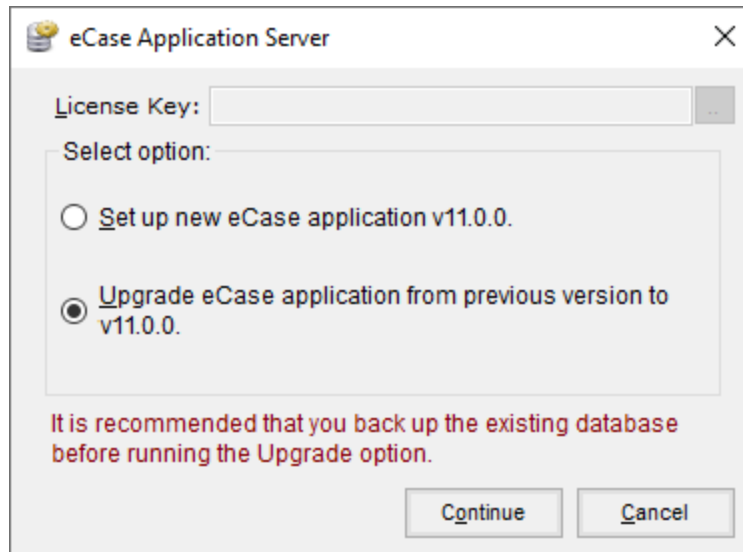 eCase Application Server
License Key:
..
Select option:
Set up new eCase application v11.0.0.
Upgrade eCase application from previous version to
v11.0.0.
It is recommended that you back up the existing database
before running the Upgrade option.
Continue
Cancel